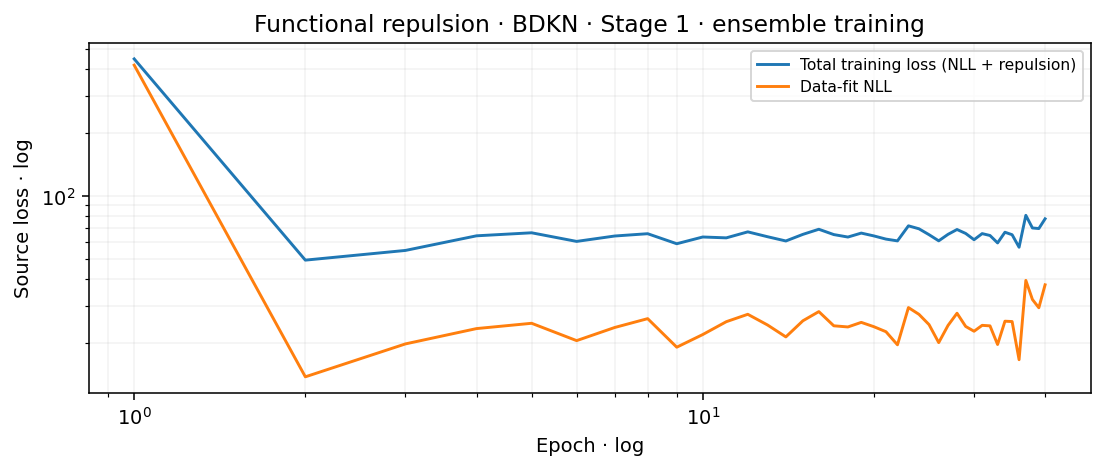 Functional repulsion · BDKN · Stage 1 · ensemble training
Total training loss (NLL + repulsion)
Data-fit NLL
Source loss · log
10²
10⁰
10¹
Epoch · log